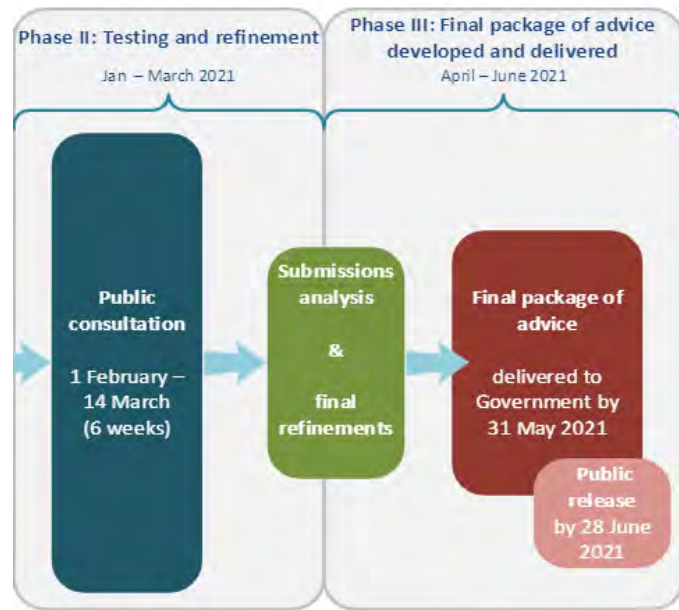 Phase II: Testing and refinement
Jan – March 2021
Phase III: Final package of advice
developed and delivered
April – June 2021
Public
consultation
1 February –
14 March
(6 weeks)
Submissions
analysis
&
final
refinements
Final package of
advice
delivered to
Government by
31 May 2021
Public
release
by 28 June
2021